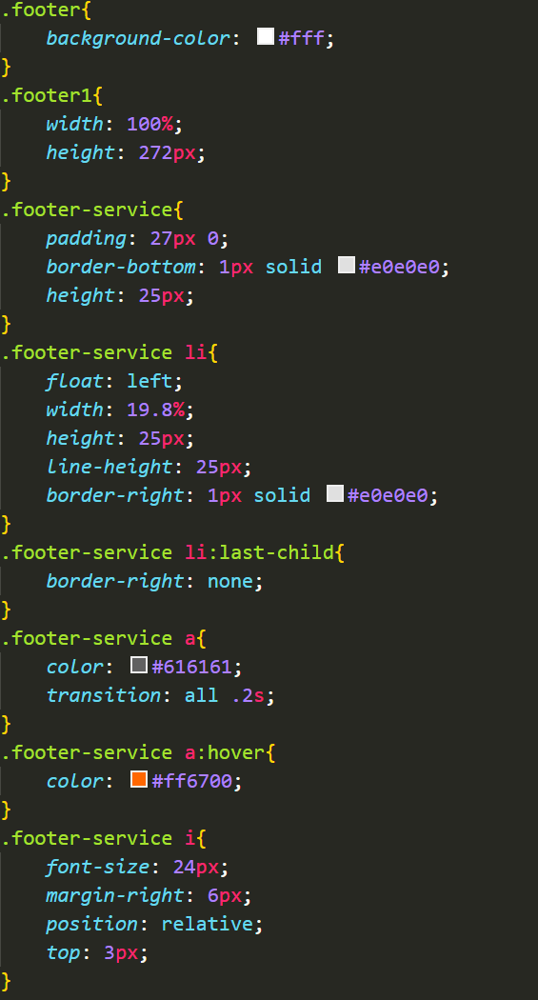 .footer{
    background-color: #fff;
}
.footer1{
    width: 100%;
    height: 272px;
}
.footer-service{
    padding: 27px 0;
    border-bottom: 1px solid #e0e0e0;
    height: 25px;
}
.footer-service li{
    float: left;
    width: 19.8%;
    height: 25px;
    line-height: 25px;
    border-right: 1px solid #e0e0e0;
}
.footer-service li:last-child{
    border-right: none;
}
.footer-service a{
    color: #616161;
    transition: all .2s;
}
.footer-service a:hover{
    color: #ff6700;
}
.footer-service i{
    font-size: 24px;
    margin-right: 6px;
    position: relative;
    top: 3px;
}